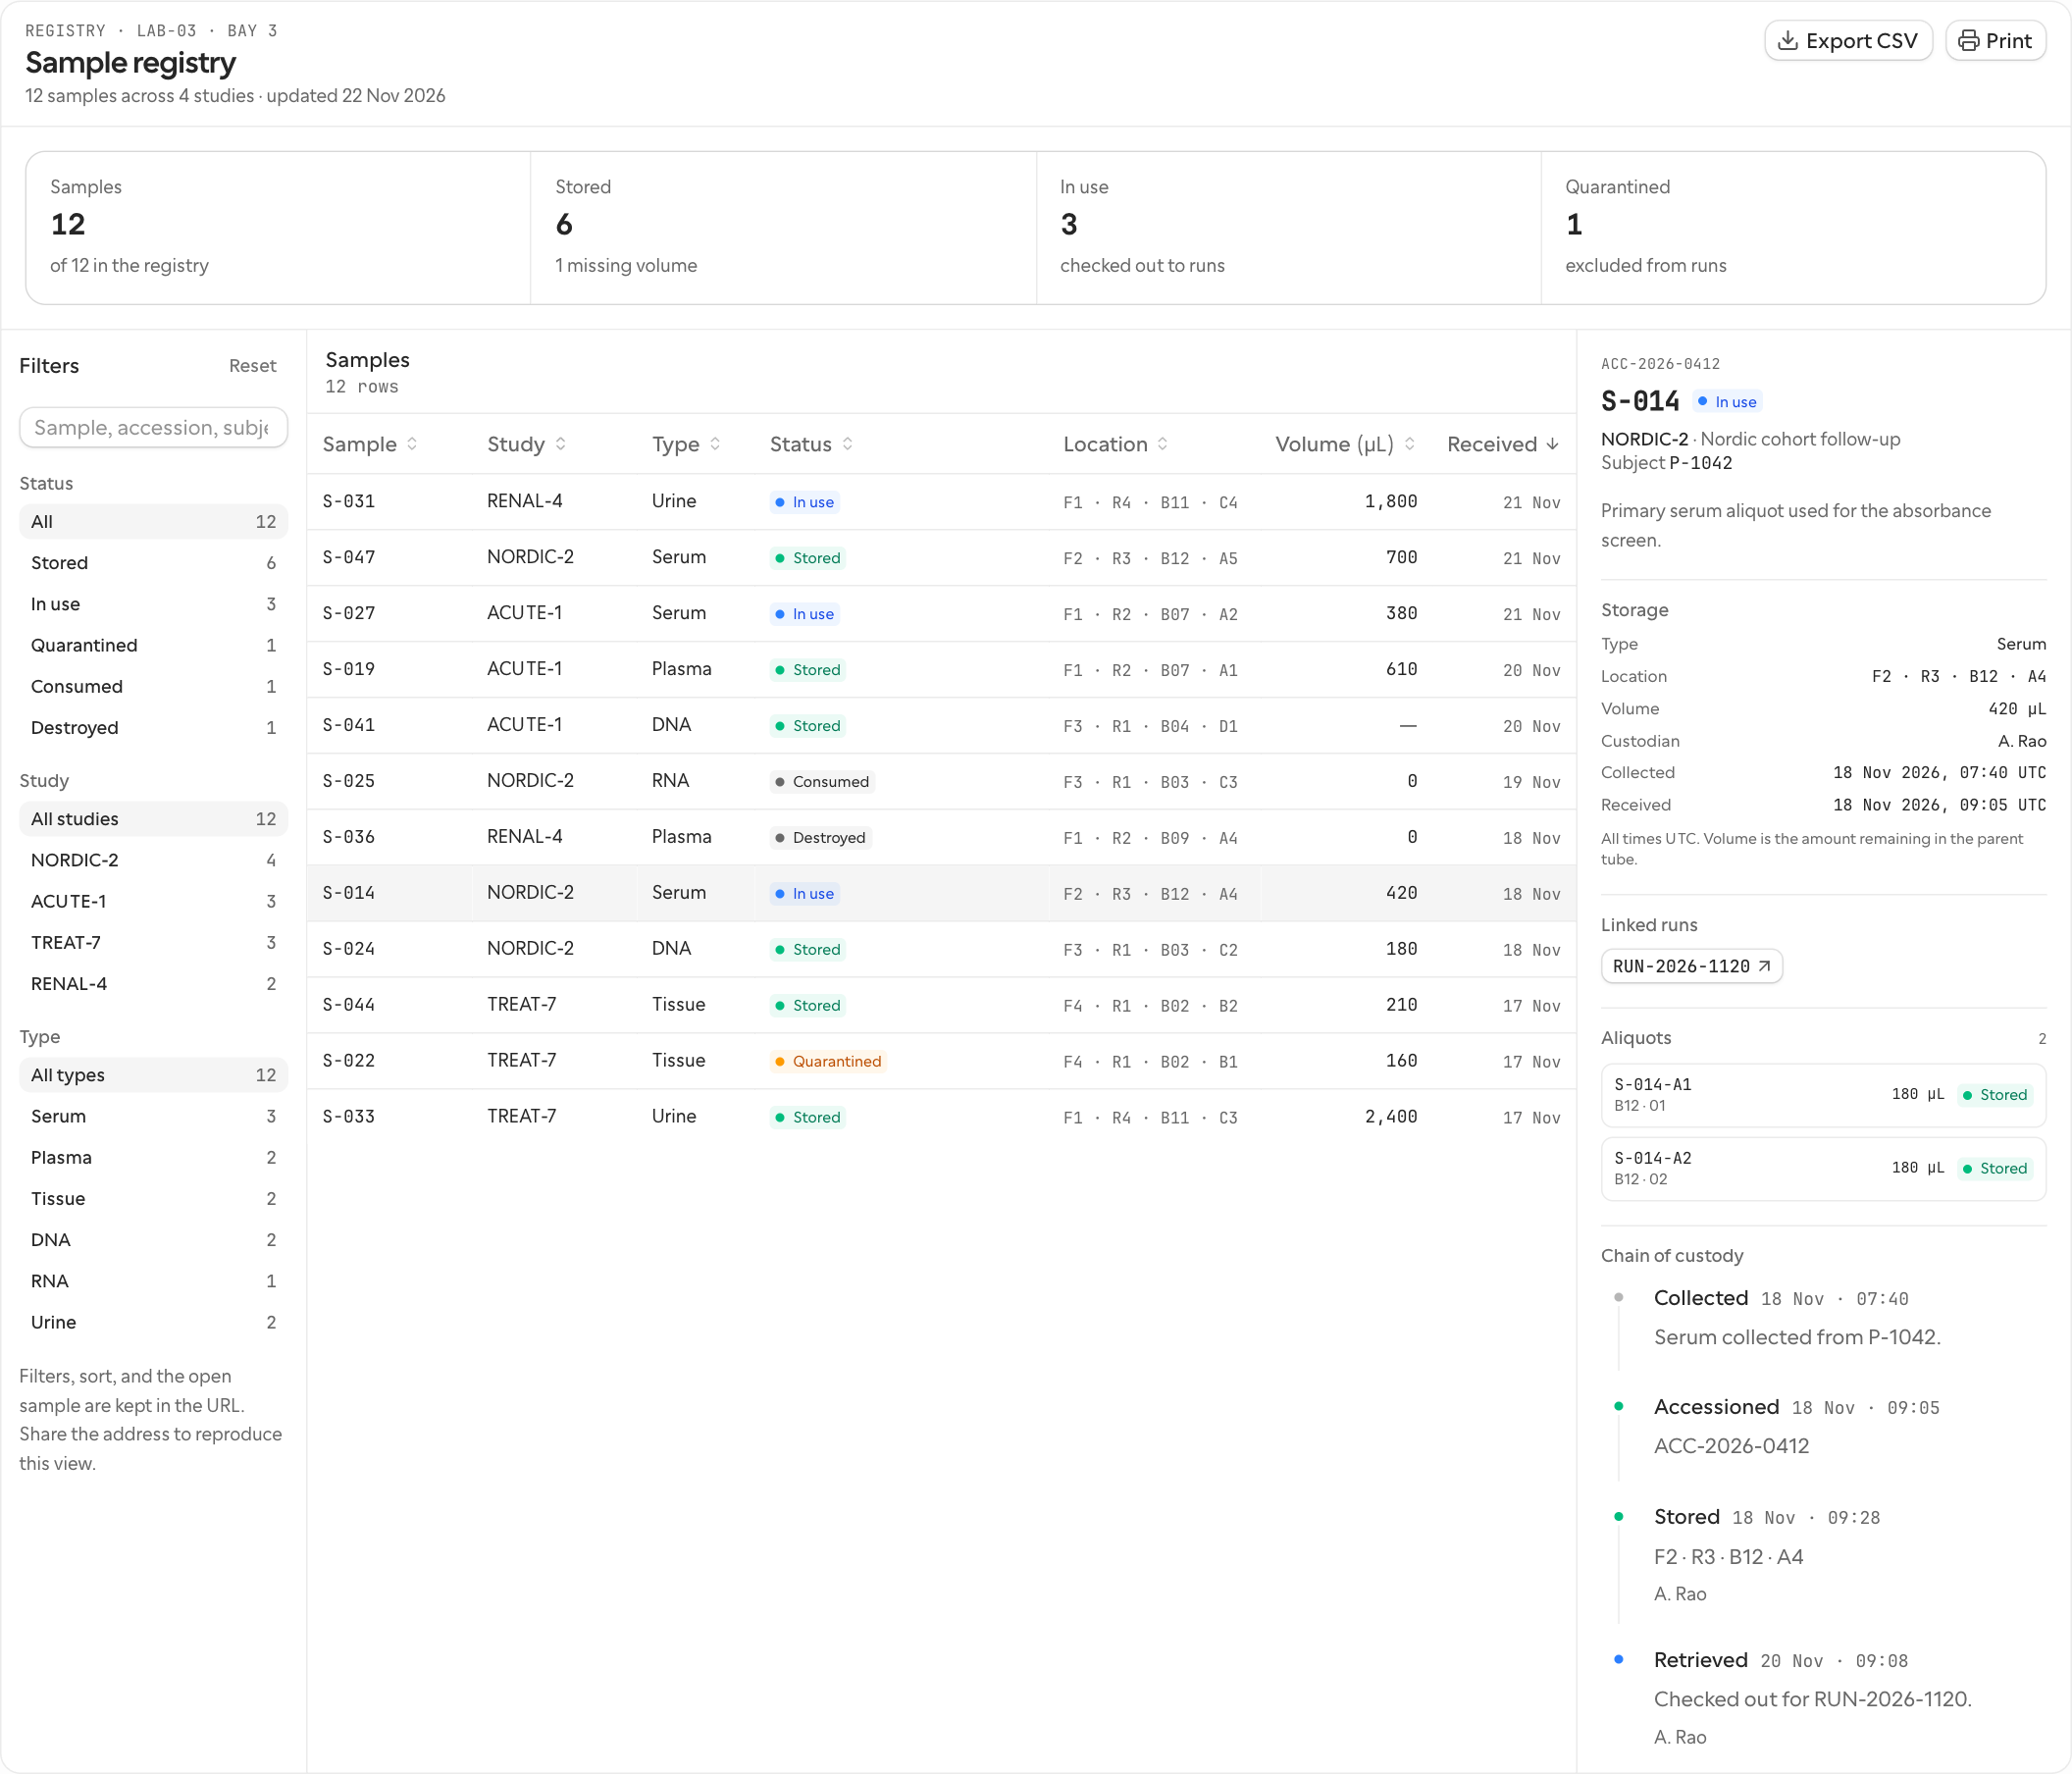 REGISTRY · LAB-03 · BAY 3
Sample registry
12 samples across 4 studies · updated 22 Nov 2026
Export CSV
Print
Samples
12
of 12 in the registry
Stored
6
1 missing volume
In use
3
checked out to runs
Quarantined
1
excluded from runs
Filters
Reset
Sample, accession, subje
Status
All 12
Stored 6
In use 3
Quarantined 1
Consumed 1
Destroyed 1
Study
All studies 12
NORDIC-2 4
ACUTE-1 3
TREAT-7 3
RENAL-4 2
Type
All types 12
Serum 3
Plasma 2
Tissue 2
DNA 2
RNA 1
Urine 2
Filters, sort, and the open
sample are kept in the URL.
Share the address to reproduce
this view.
Samples
12 rows
Sample Study Type Status Location Volume (µL) Received
S-031 RENAL-4 Urine In use F1 · R4 · B11 · C4 1,800 21 Nov
S-047 NORDIC-2 Serum Stored F2 · R3 · B12 · A5 700 21 Nov
S-027 ACUTE-1 Serum In use F1 · R2 · B07 · A2 380 21 Nov
S-019 ACUTE-1 Plasma Stored F1 · R2 · B07 · A1 610 20 Nov
S-041 ACUTE-1 DNA Stored F3 · R1 · B04 · D1 — 20 Nov
S-025 NORDIC-2 RNA Consumed F3 · R1 · B03 · C3 0 19 Nov
S-036 RENAL-4 Plasma Destroyed F1 · R2 · B09 · A4 0 18 Nov
S-014 NORDIC-2 Serum In use F2 · R3 · B12 · A4 420 18 Nov
S-024 NORDIC-2 DNA Stored F3 · R1 · B03 · C2 180 18 Nov
S-044 TREAT-7 Tissue Stored F4 · R1 · B02 · B2 210 17 Nov
S-022 TREAT-7 Tissue Quarantined F4 · R1 · B02 · B1 160 17 Nov
S-033 TREAT-7 Urine Stored F1 · R4 · B11 · C3 2,400 17 Nov
ACC-2026-0412
S-014 In use
NORDIC-2 · Nordic cohort follow-up
Subject P-1042
Primary serum aliquot used for the absorbance
screen.
Storage
Type Serum
Location F2 · R3 · B12 · A4
Volume 420 µL
Custodian A. Rao
Collected 18 Nov 2026, 07:40 UTC
Received 18 Nov 2026, 09:05 UTC
All times UTC. Volume is the amount remaining in the parent
tube.
Linked runs
RUN-2026-1120
Aliquots 2
S-014-A1
B12 · 01
180 µL Stored
S-014-A2
B12 · 02
180 µL Stored
Chain of custody
Collected 18 Nov · 07:40
Serum collected from P-1042.
Accessioned 18 Nov · 09:05
ACC-2026-0412
Stored 18 Nov · 09:28
F2 · R3 · B12 · A4
A. Rao
Retrieved 20 Nov · 09:08
Checked out for RUN-2026-1120.
A. Rao